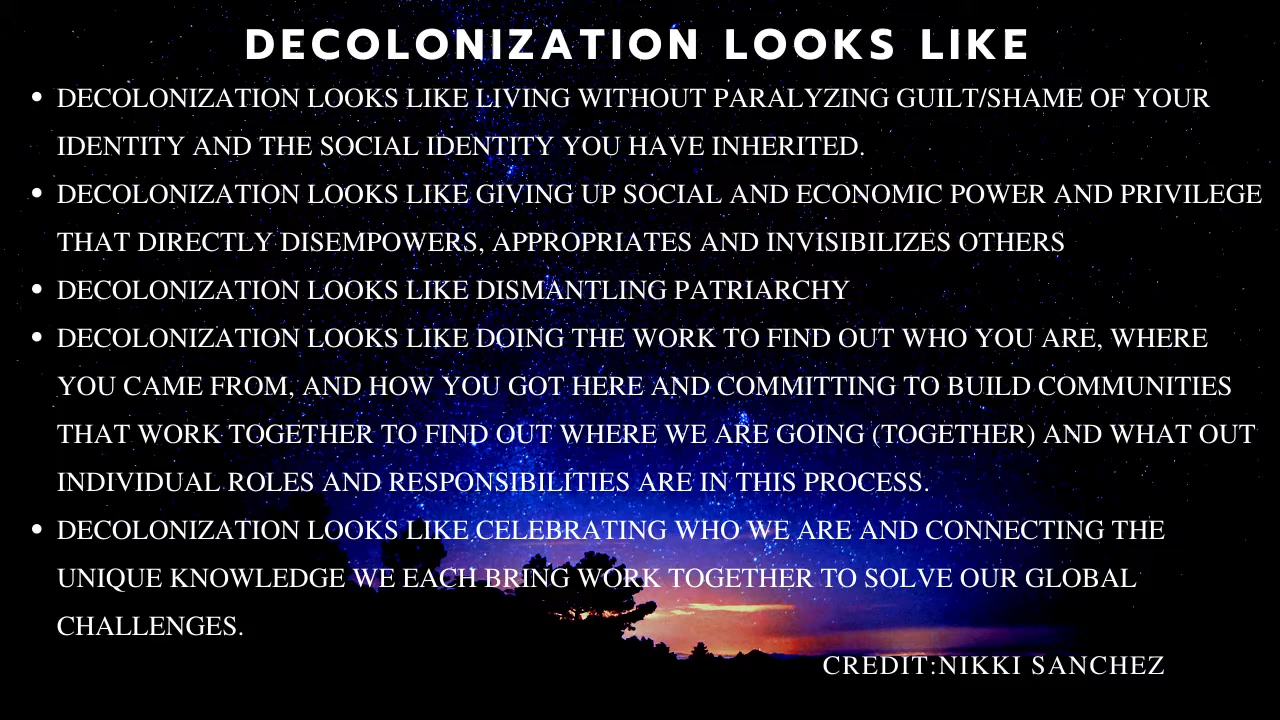 DECOLONIZATION LOOKS LIKE
• DECOLONIZATION LOOKS LIKE LIVING WITHOUT PARALYZING GUILT/SHAME OF YOUR
IDENTITY AND THE SOCIAL IDENTITY YOU HAVE INHERITED.
• DECOLONIZATION LOOKS LIKE GIVING UP SOCIAL AND ECONOMIC POWER AND PRIVILEGE
THAT DIRECTLY DISEMPOWERS, APPROPRIATES AND INVISIBILIZES OTHERS
• DECOLONIZATION LOOKS LIKE DISMANTLING PATRIARCHY
• DECOLONIZATION LOOKS LIKE DOING THE WORK TO FIND OUT WHO YOU ARE, WHERE
YOU CAME FROM, AND HOW YOU GOT HERE AND COMMITTING TO BUILD COMMUNITIES
THAT WORK TOGETHER TO FIND OUT WHERE WE ARE GOING (TOGETHER) AND WHAT OUT
INDIVIDUAL ROLES AND RESPONSIBILITIES ARE IN THIS PROCESS.
• DECOLONIZATION LOOKS LIKE CELEBRATING WHO WE ARE AND CONNECTING THE
UNIQUE KNOWLEDGE WE EACH BRING WORK TOGETHER TO SOLVE OUR GLOBAL
CHALLENGES.
CREDIT:NIKKI SANCHEZ